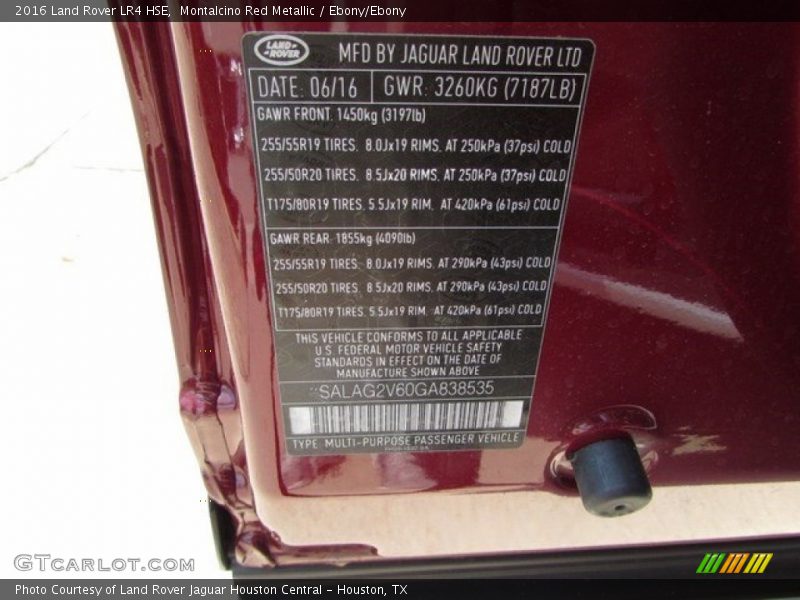 2016 Land Rover LR4 HSE, Montalcino Red Metallic / Ebony/Ebony
LAND-ROVER MFD BY JAGUAR LAND ROVER LTD
DATE: 06/16 GWR: 3260KG (7187LB)
GAWR FRONT: 1450kg (3197lb)
255/55R19 TIRES, 8.0Jx19 RIMS, AT 250kPa (37psi) COLD
255/50R20 TIRES, 8.5Jx20 RIMS, AT 250kPa (37psi) COLD
T175/80R19 TIRES, 5.5Jx19 RIM, AT 420kPa (61psi) COLD
GAWR REAR: 1855kg (4090lb)
255/55R19 TIRES, 8.0Jx19 RIMS, AT 290kPa (43psi) COLD
255/50R20 TIRES, 8.5Jx20 RIMS, AT 290kPa (43psi) COLD
T175/80R19 TIRES, 5.5Jx19 RIM, AT 420kPa (61psi) COLD
THIS VEHICLE CONFORMS TO ALL APPLICABLE
U.S. FEDERAL MOTOR VEHICLE SAFETY
STANDARDS IN EFFECT ON THE DATE OF
MANUFACTURE SHOWN ABOVE
SALAG2V60GA838535
TYPE: MULTI-PURPOSE PASSENGER VEHICLE
GTCARLOT.COM
Photo Courtesy of Land Rover Jaguar Houston Central - Houston, TX